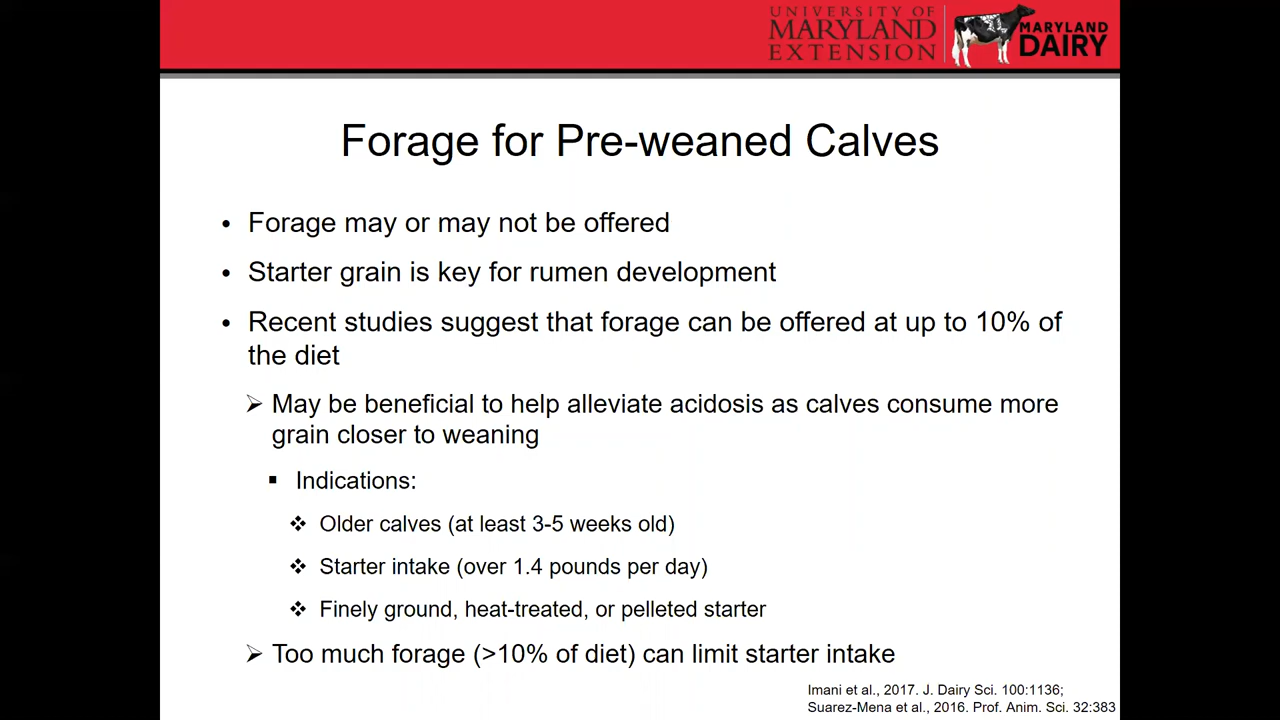 UNIVERSITY OF
MARYLAND
EXTENSION
MARYLAND
DAIRY
Forage for Pre-weaned Calves
• Forage may or may not be offered
• Starter grain is key for rumen development
• Recent studies suggest that forage can be offered at up to 10% of
the diet
➢ May be beneficial to help alleviate acidosis as calves consume more
grain closer to weaning
▪ Indications:
❖ Older calves (at least 3-5 weeks old)
❖ Starter intake (over 1.4 pounds per day)
❖ Finely ground, heat-treated, or pelleted starter
➢ Too much forage (>10% of diet) can limit starter intake
Imani et al., 2017. J. Dairy Sci. 100:1136;
Suarez-Mena et al., 2016. Prof. Anim. Sci. 32:383